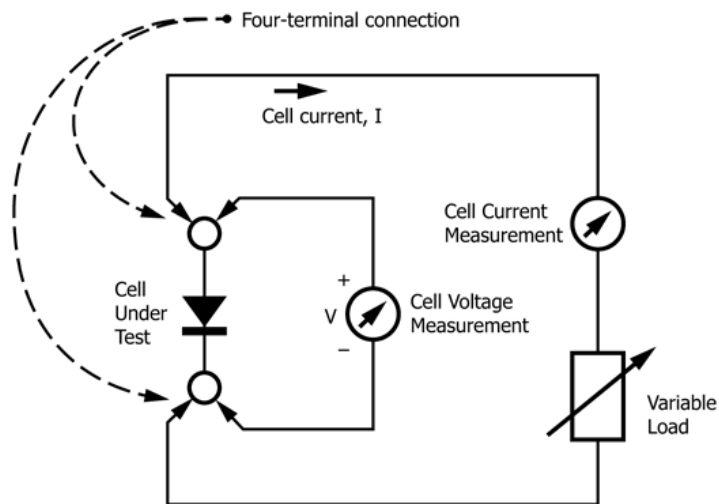 Four-terminal connection
Cell current, I
Cell Current
Measurement
Cell
Under
Test
+
V
−
Cell Voltage
Measurement
Variable
Load